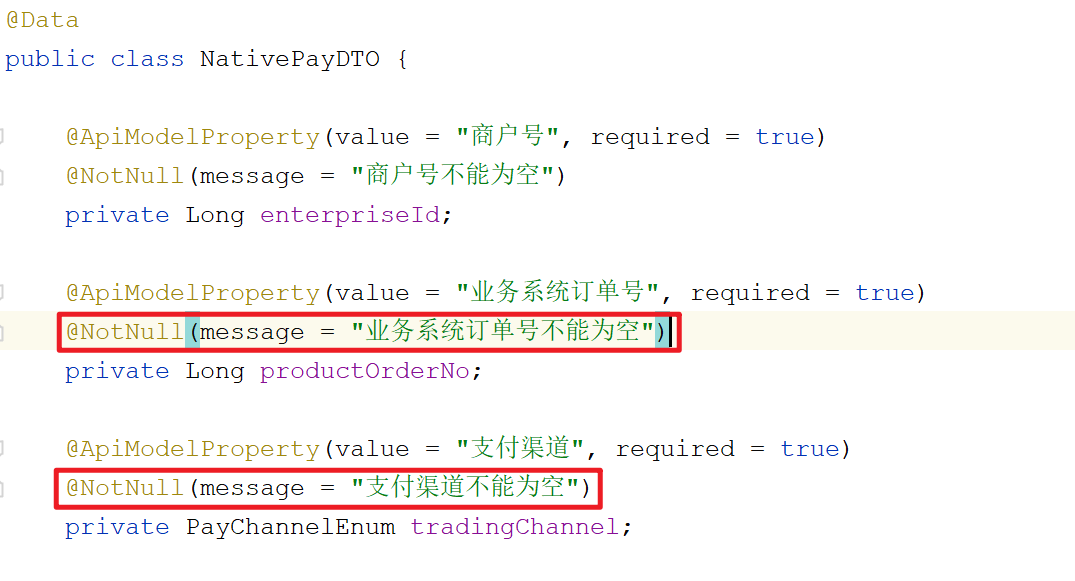 @Data
public class NativePayDTO {
@ApiModelProperty(value = "商户号", required = true)
@NotNull(message = "商户号不能为空")
private Long enterpriseId;
@ApiModelProperty(value = "业务系统订单号", required = true)
@NotNull(message = "业务系统订单号不能为空")
private Long productOrderNo;
@ApiModelProperty(value = "支付渠道", required = true)
@NotNull(message = "支付渠道不能为空")
private PayChannelEnum tradingChannel;